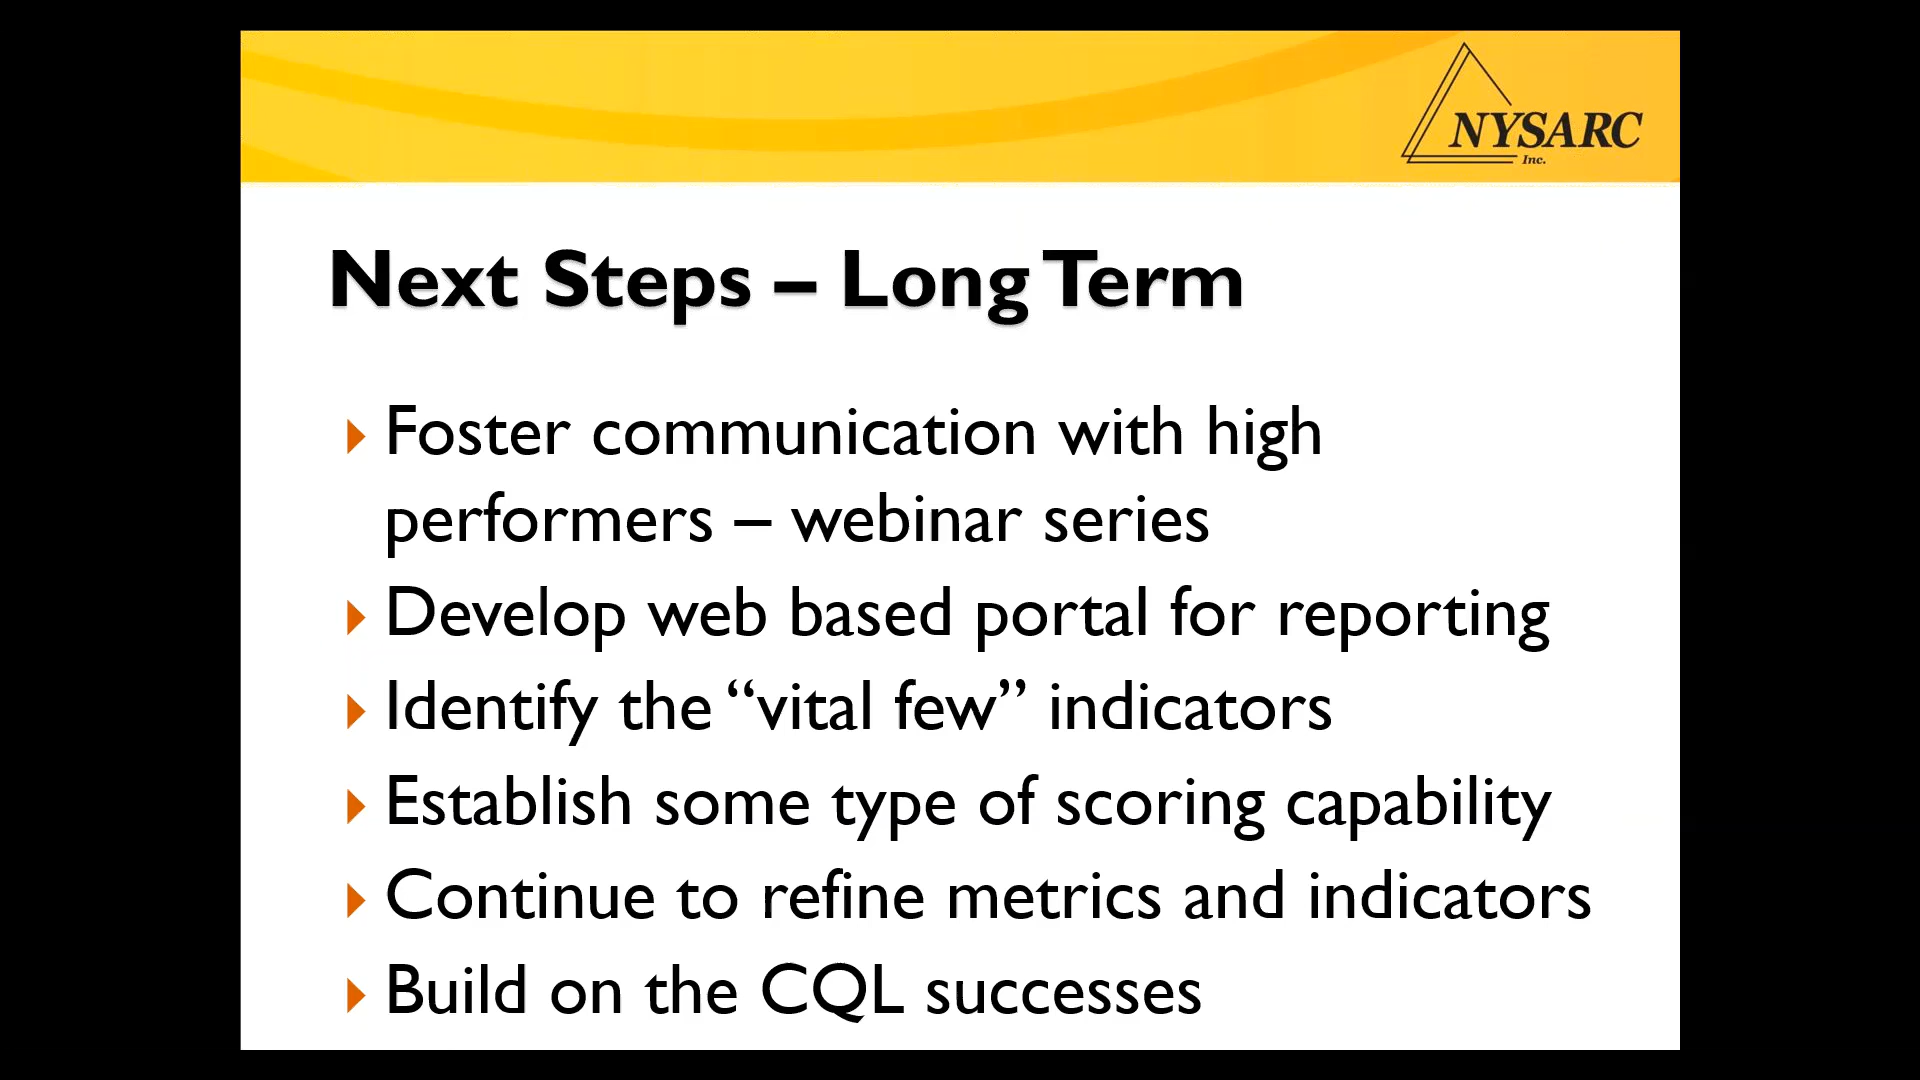 NYSARC
Inc.
Next Steps – Long Term
Foster communication with high
performers – webinar series
Develop web based portal for reporting
Identify the “vital few” indicators
Establish some type of scoring capability
Continue to refine metrics and indicators
Build on the CQL successes